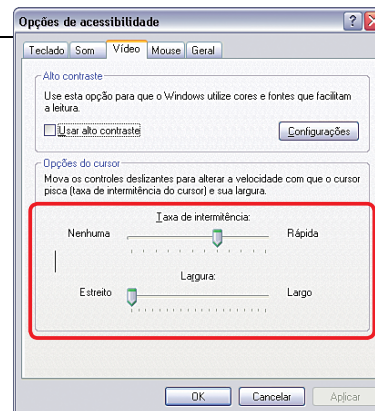 Opções de acessibilidade
Teclado Som Vídeo Mouse Geral
Alto contraste
Use esta opção para que o Windows utilize cores e fontes que facilitam
a leitura.
Usar alto contraste Configurações
Opções do cursor
Mova os controles deslizantes para alterar a velocidade com que o cursor
pisca (taxa de intermitência do cursor) e sua largura.
Taxa de intermitência:
Nenhuma Rápida
Largura:
Estreito Largo
OK Cancelar Aplicar